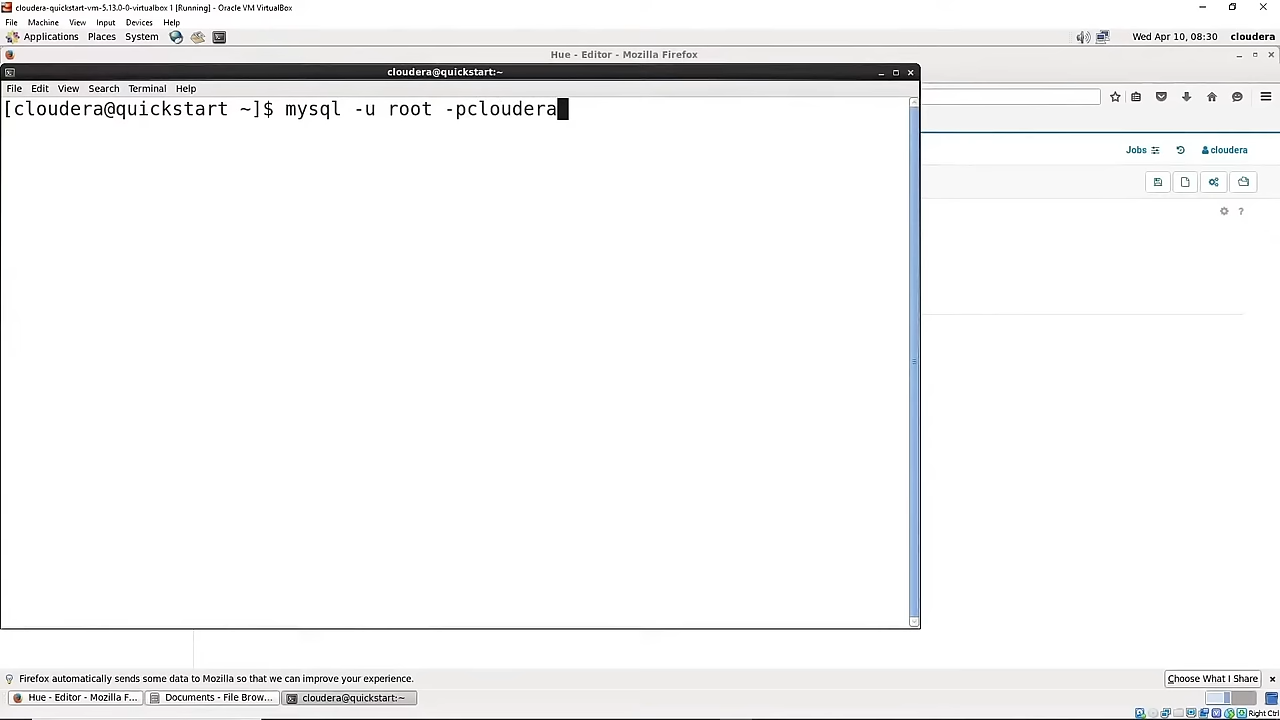 cloudera-quickstart-vm-5.13.0-0-virtualbox 1 [Running] - Oracle VM VirtualBox
File Machine View Input Devices Help
Applications Places System Wed Apr 10, 08:30 cloudera
Hue - Editor - Mozilla Firefox
cloudera@quickstart:~
File Edit View Search Terminal Help
[cloudera@quickstart ~]$ mysql -u root -pcloudera
Jobs cloudera
?
Firefox automatically sends some data to Mozilla so that we can improve your experience. Choose What I Share
Hue - Editor - Mozilla F... Documents - File Brow... cloudera@quickstart:~
Right Ctrl